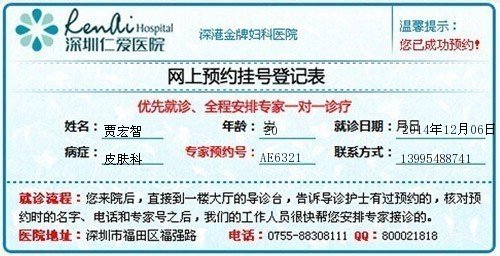 RenAi Hospital
深圳仁爱医院
深港金牌妇科医院
温馨提示:
您已成功预约!
网上预约挂号登记表
优先就诊、全程安排专家一对一诊疗
姓名: 贾宏智 年龄: 20 岁 就诊日期: 2014年12月06日
病症: 皮肤科 专家预约号: AE6321 联系方式: 13995488741
就诊流程: 您来院后,直接到一楼大厅的导诊台,告诉导诊护士有过预约的,核对预
约时的名字、电话和专家号之后,我们的工作人员很快帮您安排专家接诊的。
医院地址: 深圳市福田区福强路 电话: 0755-88308111 QQ: 800021818